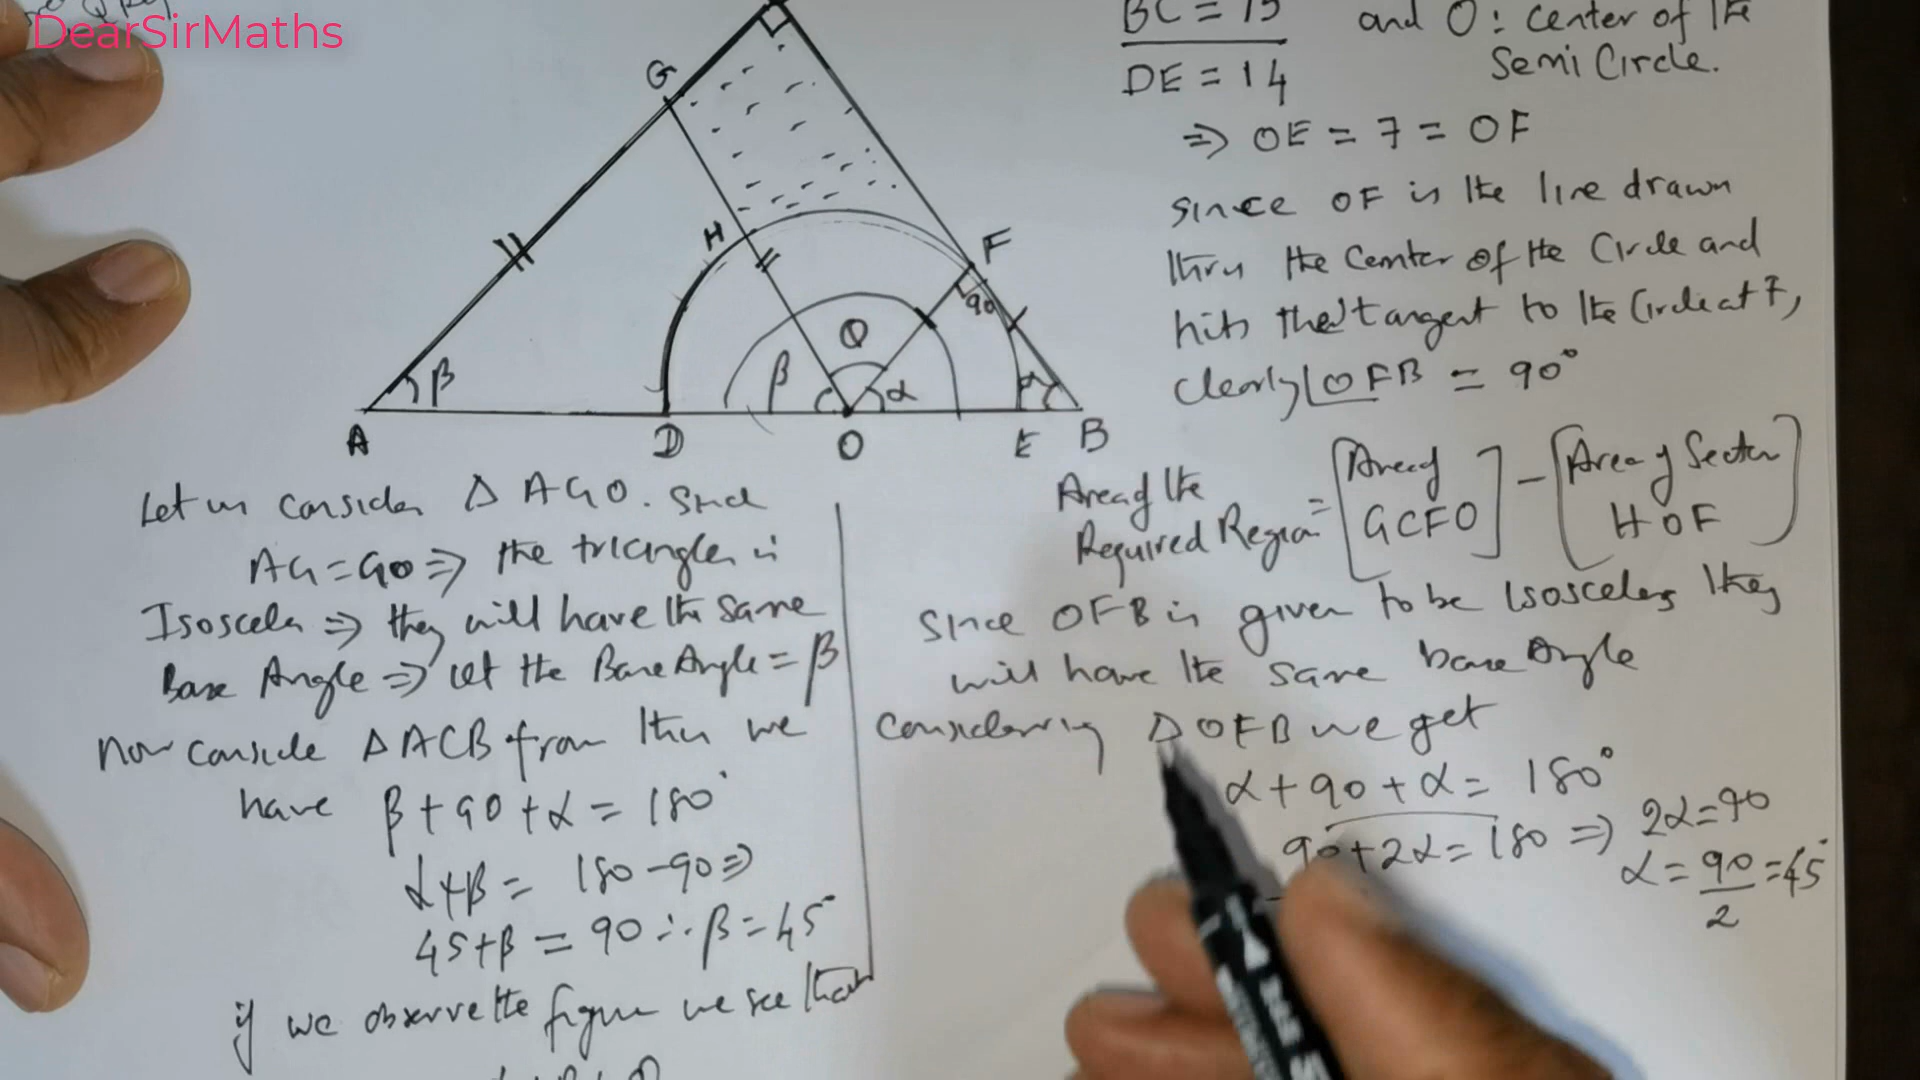 DearSirMaths
BC = 15
DE = 14
and O : Center of the
Semi Circle.
⇒ OE = 7 = OF
since OF is the line drawn
thru the Center of the Circle and
hits the tangent to the Circle at F,
clearly ∠OFB = 90°
G
H
F
90
Q
β
β
α
α
A
D
O
E
B
Let us consider Δ AGO. Since
AG = GO ⇒ the triangle is
Isosceles ⇒ they will have the same
Base Angle ⇒ let the Base Angle = β
Now conside Δ ACB from this we
have β + 90 + α = 180°
α + β = 180 - 90 ⇒
45 + β = 90 ∴ β = 45°
if we observe the figure we see that
Area of the
Required Region = [Area of GCFO] - [Area of Sector HOF]
Since OFB is given to be Isosceles they
will have the same base Angle
Considering Δ OFB we get
α + 90 + α = 180°
90 + 2α = 180 ⇒ 2α = 90
α = 90/2 = 45°